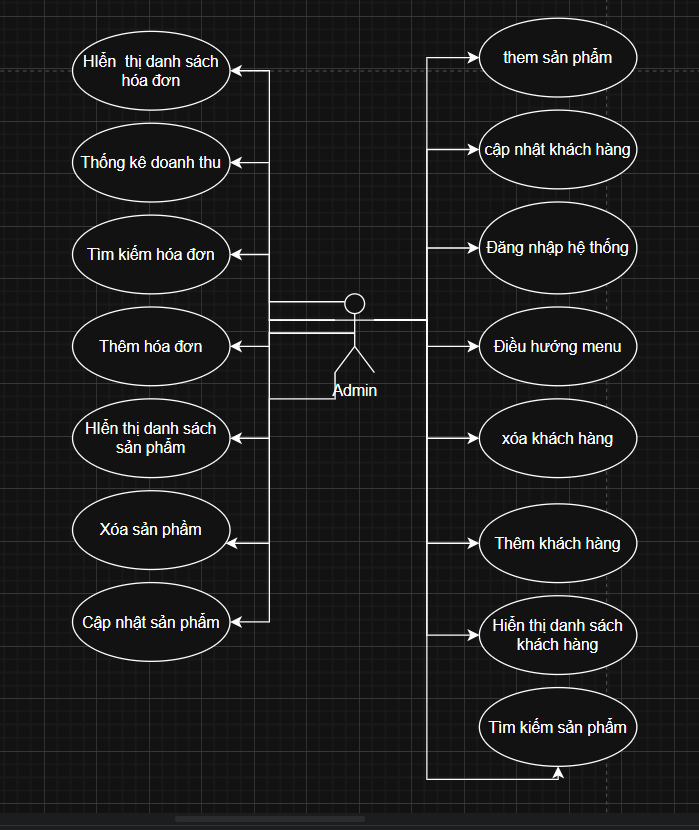 HIển  thị danh sách
hóa đơn
Thống kê doanh thu
Tìm kiếm hóa đơn
Thêm hóa đơn
HIển thị danh sách
sản phẩm
Xóa sản phầm
Cập nhật sản phẩm
Admin
them sản phẩm
cập nhật khách hàng
Đăng nhập hệ thống
Điều hướng menu
xóa khách hàng
Thêm khách hàng
Hiển thị danh sách
khách hàng
Tìm kiếm sản phẩm